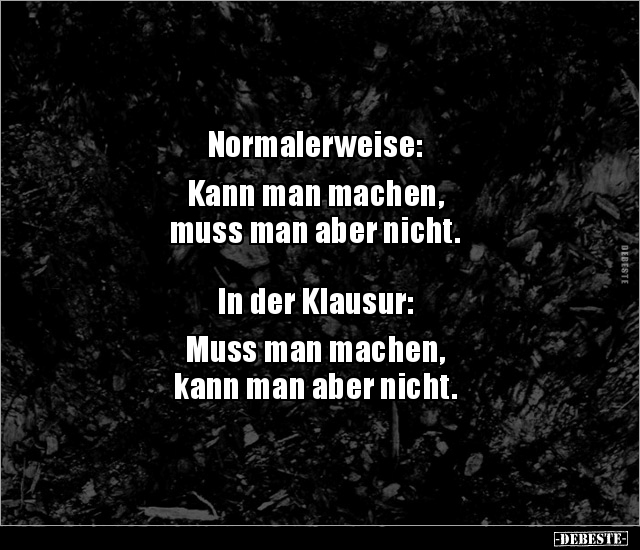 Normalerweise:
Kann man machen,
muss man aber nicht.
In der Klausur:
Muss man machen,
kann man aber nicht.
DEBESTE
-DEBESTE-